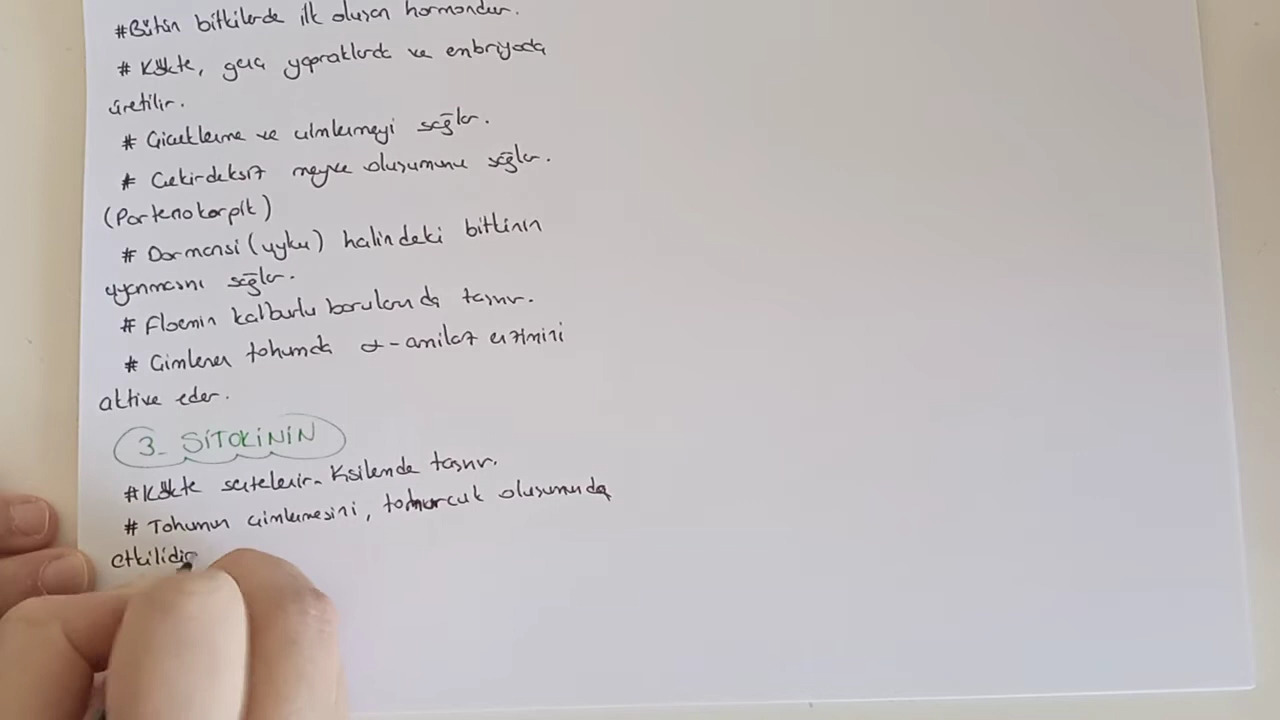 #Bütün bitkilerde ilk oluşan hormondur.
# Kökte, genç yapraklarda ve enbriyoda
üretilir.
# Çiçeklenme ve çimlenmeyi sağlar.
# Çekirdeksiz meyve oluşumunu sağlar.
(Partenokarpik)
# Dormansi (uyku) halindeki bitkinin
uyanmasını sağlar.
# Floemin kalburlu borularında taşınır.
# Çimlenen tohumda α-amilaz enzimini
aktive eder.
3- SİTOKİNİN
#Kökte sentezlenir. Ksilemde taşınır.
# Tohumun çimlenmesini, tomurcuk oluşumunda
etkilidir